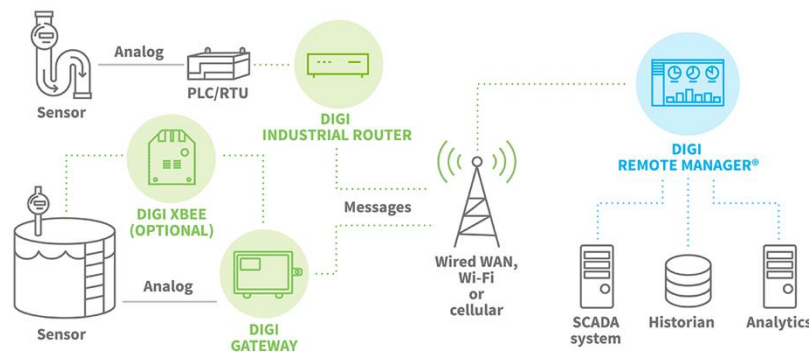 Analog
Sensor
PLC/RTU
DIGI
INDUSTRIAL ROUTER
DIGI XBEE
(OPTIONAL)
Analog
Sensor
DIGI
GATEWAY
Messages
Wired WAN,
Wi-Fi
or
cellular
DIGI
REMOTE MANAGER®
SCADA
system
Historian
Analytics